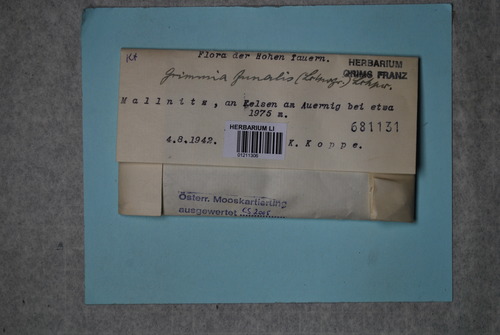 Kä
Flora der Hohen Tauern.
HERBARIUM
GRIMS FRANZ
Grimmia funalis (Schwaegr.) Schimp.
Mallnitz, an Felsen am Auernig bei etwa
1975 m.
681131
4.8.1942.
HERBARIUM LI
K. Koppe.
Österr. Mooskartierung
ausgewertet